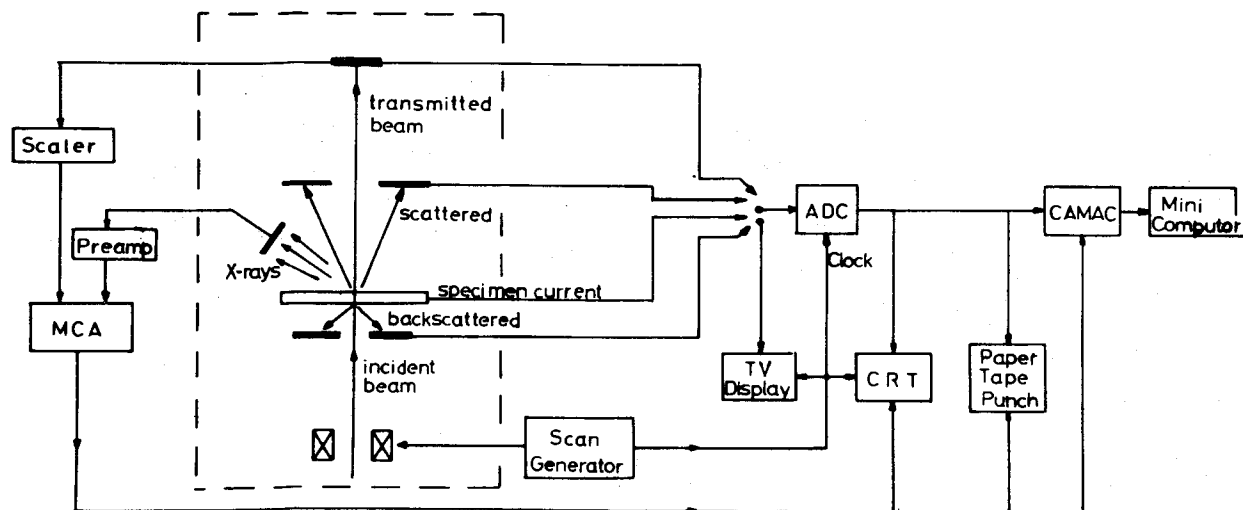 transmitted
beam
Scaler
scattered
ADC
CAMAC
Mini
Computor
Preamp
X-rays
Clock
specimen current
MCA
backscattered
incident
beam
TV
Display
CRT
Paper
Tape
Punch
Scan
Generator